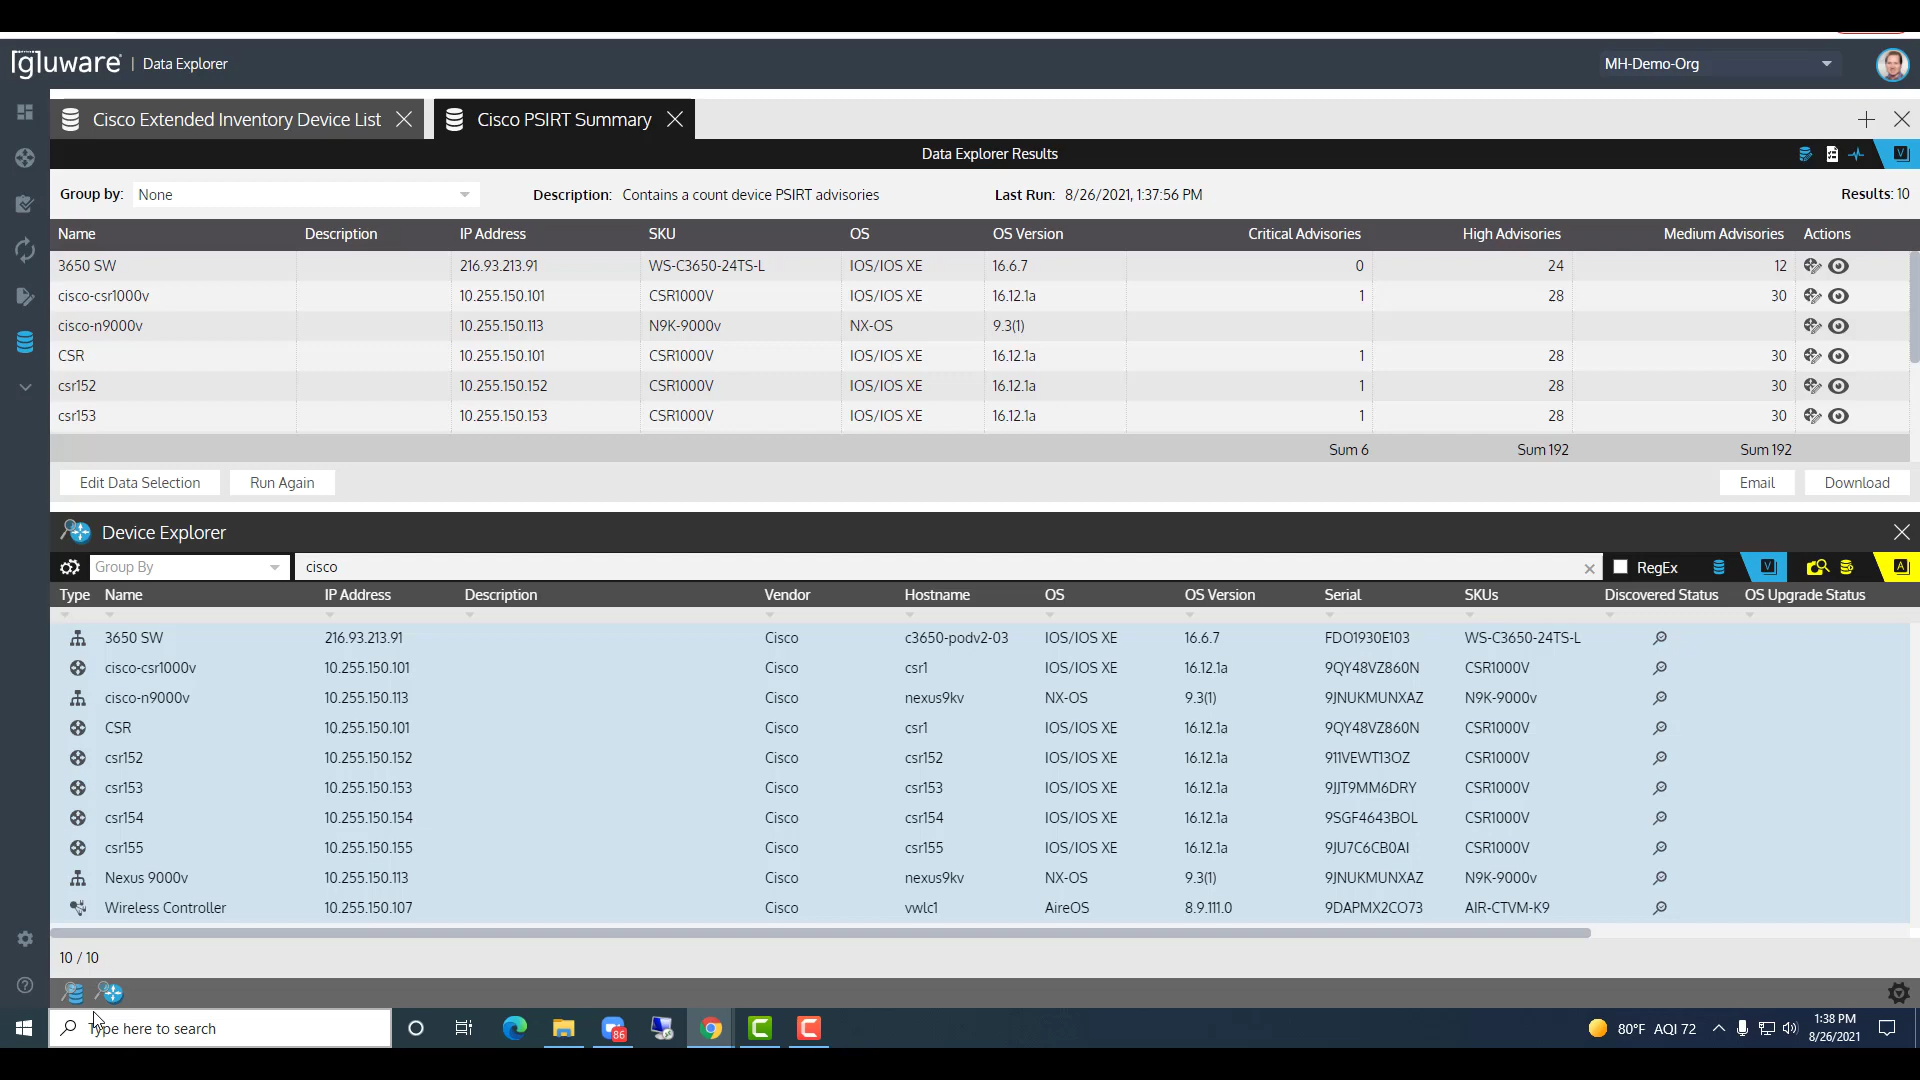 [gluware | Data Explorer MH-Demo-Org
Cisco Extended Inventory Device List Cisco PSIRT Summary
Data Explorer Results V
Group by: None Description: Contains a count device PSIRT advisories Last Run: 8/26/2021, 1:37:56 PM Results: 10
Name Description IP Address SKU OS OS Version Critical Advisories High Advisories Medium Advisories Actions
3650 SW 216.93.213.91 WS-C3650-24TS-L IOS/IOS XE 16.6.7 0 24 12
cisco-csr1000v 10.255.150.101 CSR1000V IOS/IOS XE 16.12.1a 1 28 30
cisco-n9000v 10.255.150.113 N9K-9000v NX-OS 9.3(1)
CSR 10.255.150.101 CSR1000V IOS/IOS XE 16.12.1a 1 28 30
csr152 10.255.150.152 CSR1000V IOS/IOS XE 16.12.1a 1 28 30
csr153 10.255.150.153 CSR1000V IOS/IOS XE 16.12.1a 1 28 30
Sum 6 Sum 192 Sum 192
Edit Data Selection Run Again Email Download
Device Explorer
Group By cisco RegEx V A
Type Name IP Address Description Vendor Hostname OS OS Version Serial SKUs Discovered Status OS Upgrade Status
3650 SW 216.93.213.91 Cisco c3650-podv2-03 IOS/IOS XE 16.6.7 FDO1930E103 WS-C3650-24TS-L
cisco-csr1000v 10.255.150.101 Cisco csr1 IOS/IOS XE 16.12.1a 9QY48VZ860N CSR1000V
cisco-n9000v 10.255.150.113 Cisco nexus9kv NX-OS 9.3(1) 9JNUKMUNXAZ N9K-9000v
CSR 10.255.150.101 Cisco csr1 IOS/IOS XE 16.12.1a 9QY48VZ860N CSR1000V
csr152 10.255.150.152 Cisco csr152 IOS/IOS XE 16.12.1a 911VEWT13OZ CSR1000V
csr153 10.255.150.153 Cisco csr153 IOS/IOS XE 16.12.1a 9JJT9MM6DRY CSR1000V
csr154 10.255.150.154 Cisco csr154 IOS/IOS XE 16.12.1a 9SGF4643BOL CSR1000V
csr155 10.255.150.155 Cisco csr155 IOS/IOS XE 16.12.1a 9JU7C6CB0AI CSR1000V
Nexus 9000v 10.255.150.113 Cisco nexus9kv NX-OS 9.3(1) 9JNUKMUNXAZ N9K-9000v
Wireless Controller 10.255.150.107 Cisco vwlc1 AireOS 8.9.111.0 9DAPMX2CO73 AIR-CTVM-K9
10 / 10
Type here to search 86 80°F AQI 72 1:38 PM
8/26/2021